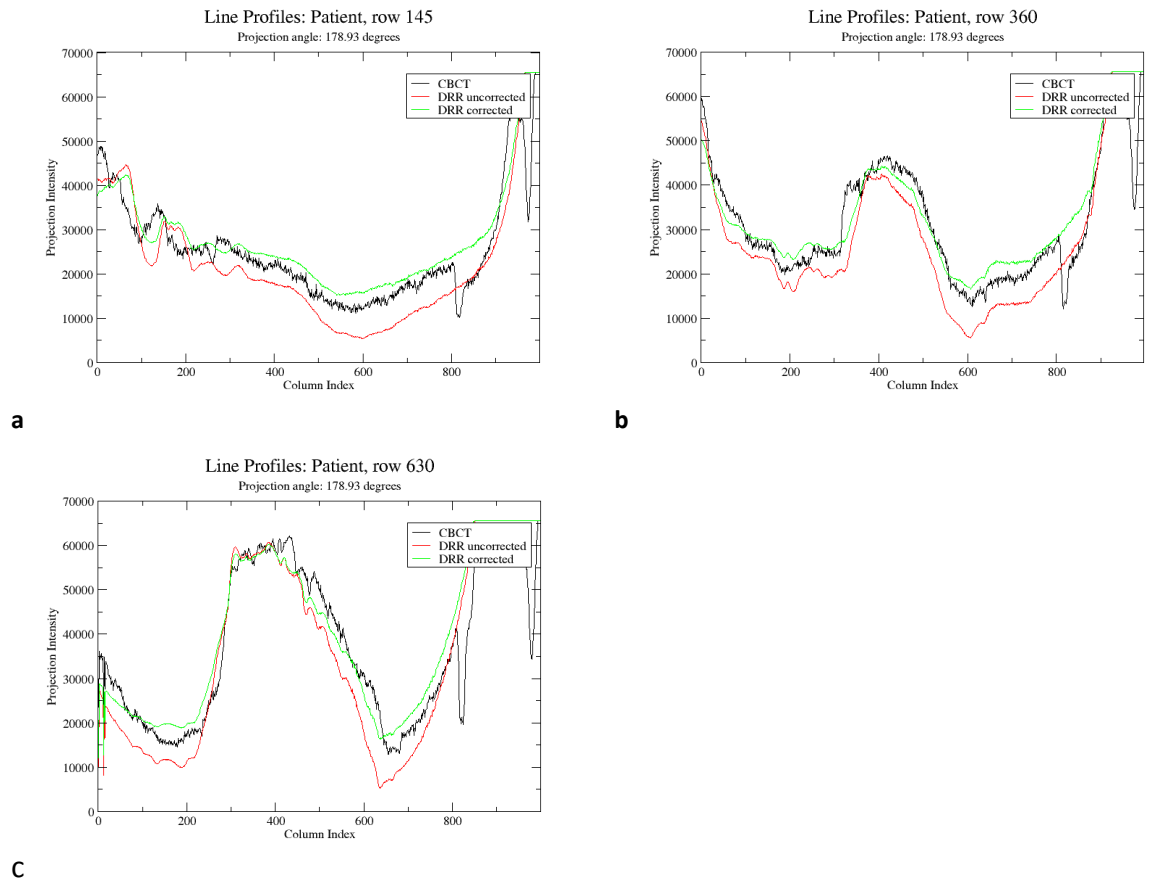 Line Profiles: Patient, row 145
Projection angle: 178.93 degrees
70000
60000
50000
40000
30000
20000
10000
0
Projection Intensity
CBCT
DRR uncorrected
DRR corrected
0 200 400 600 800
Column Index
a
Line Profiles: Patient, row 360
Projection angle: 178.93 degrees
70000
60000
50000
40000
30000
20000
10000
0
Projection Intensity
CBCT
DRR uncorrected
DRR corrected
0 200 400 600 800
Column Index
b
Line Profiles: Patient, row 630
Projection angle: 178.93 degrees
70000
60000
50000
40000
30000
20000
10000
0
Projection Intensity
CBCT
DRR uncorrected
DRR corrected
0 200 400 600 800
Column Index
c